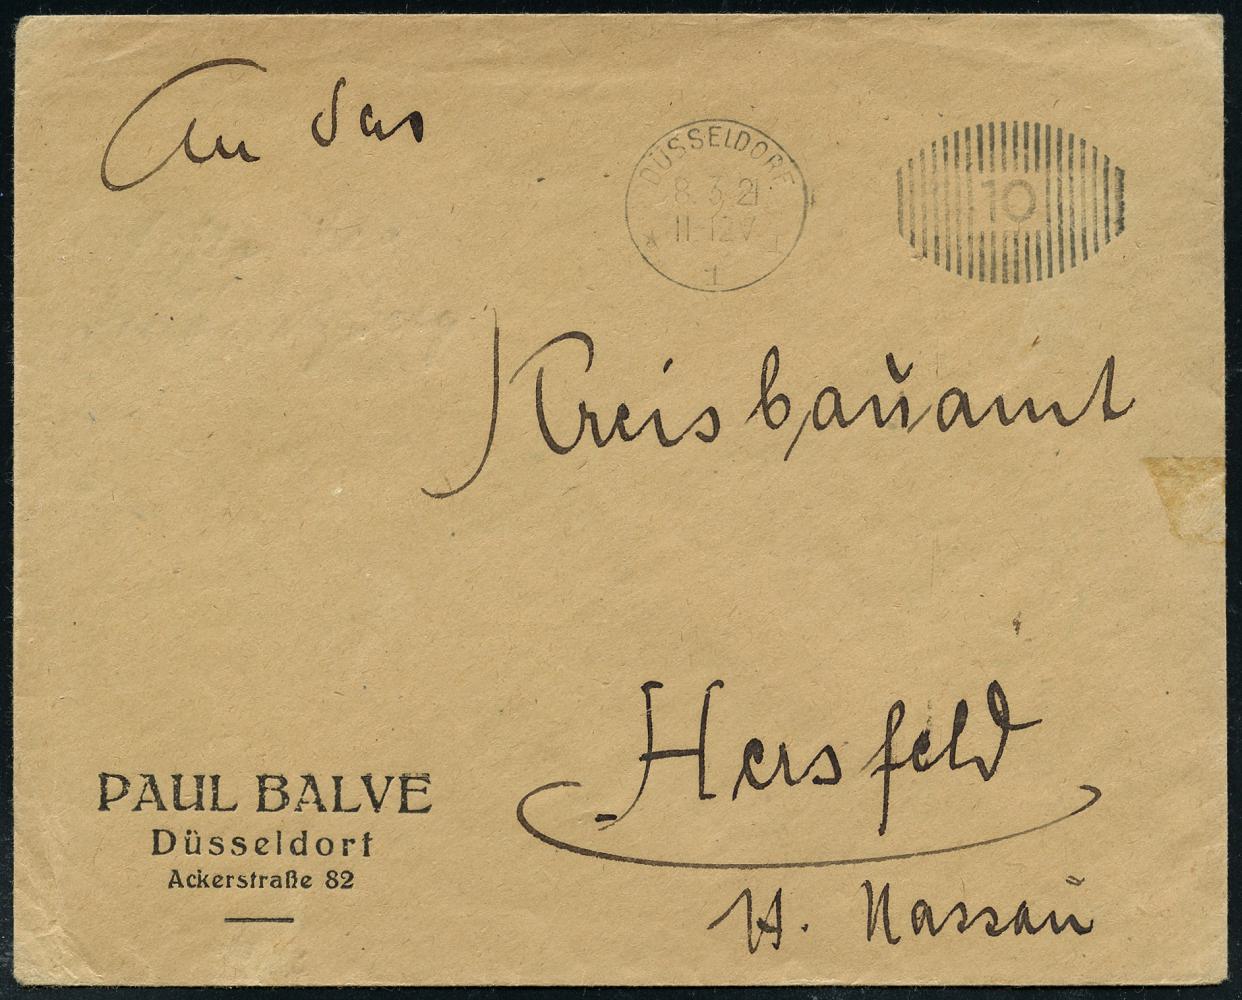 An das
DÜSSELDORF
8.3.21
11-12V
1
10
Kreisbauamt
Hersfeld
H. Nassau
PAUL BALVE
Düsseldorf
Ackerstraße 82